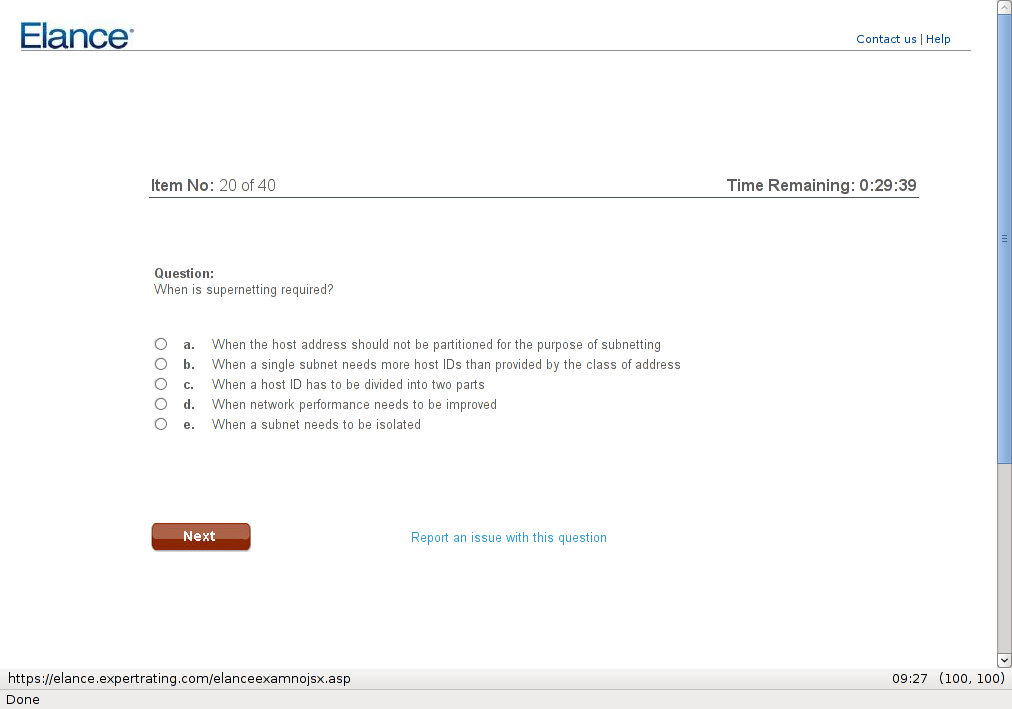 Elance
Contact us | Help
Item No: 20 of 40
Time Remaining: 0:29:39
Question:
When is supernetting required?
a. When the host address should not be partitioned for the purpose of subnetting
b. When a single subnet needs more host IDs than provided by the class of address
c. When a host ID has to be divided into two parts
d. When network performance needs to be improved
e. When a subnet needs to be isolated
Next
Report an issue with this question
https://elance.expertrating.com/elanceexamnojsx.asp
09:27 (100, 100)
Done